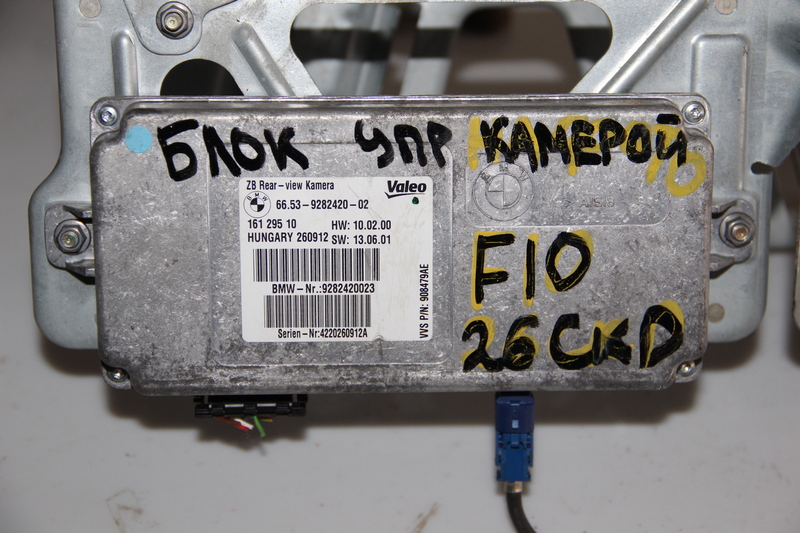 БЛОК УПР КАМЕРОЙ
ZB Rear-view Kamera
Valeo
BMW
66.53-9282420-02
161 295 10 HW: 10.02.00
HUNGARY 260912 SW: 13.06.01
BMW-Nr.:9282420023
Serien-Nr:4220260912A
VVS P/N: 908479AE
F10
26CKD